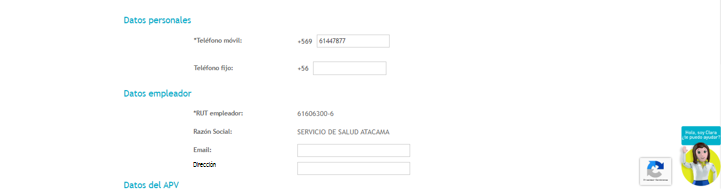 Datos personales
*Teléfono móvil: +569 61447877
Teléfono fijo: +56
Datos empleador
*RUT empleador: 61606300-6
Razón Social: SERVICIO DE SALUD ATACAMA
Email:
Dirección
Datos del APV
Hola, soy Clara
¿te puedo ayudar?